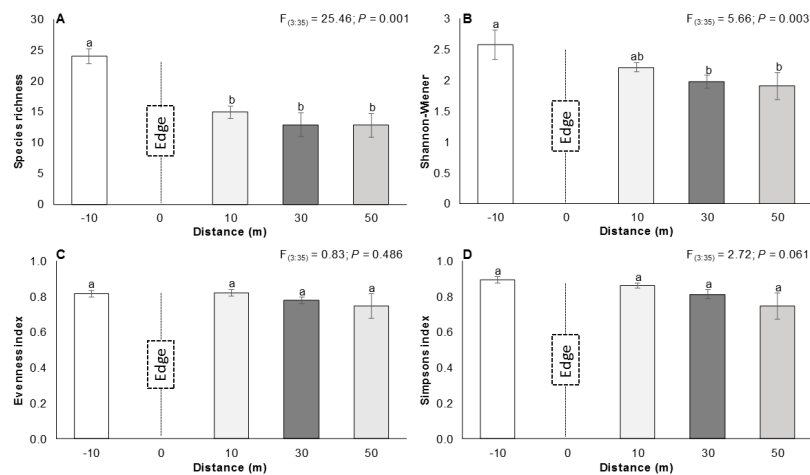 A
F(3:35) = 25.46; P = 0.001
Species richness
30
25
20
15
10
5
0
a
b
b
b
Edge
-10 0 10 30 50
Distance (m)
B
F(3:35) = 5.66; P = 0.003
Shannon-Wiener
3
2.5
2
1.5
1
0.5
0
a
ab
b
b
Edge
-10 0 10 30 50
Distance (m)
C
F(3:35) = 0.83; P = 0.486
Evenness index
1.0
0.8
0.6
0.4
0.2
0.0
a
a
a
a
Edge
-10 0 10 30 50
Distance (m)
D
F(3:35) = 2.72; P = 0.061
Simpsons index
1.0
0.8
0.6
0.4
0.2
0.0
a
a
a
a
Edge
-10 0 10 30 50
Distance (m)